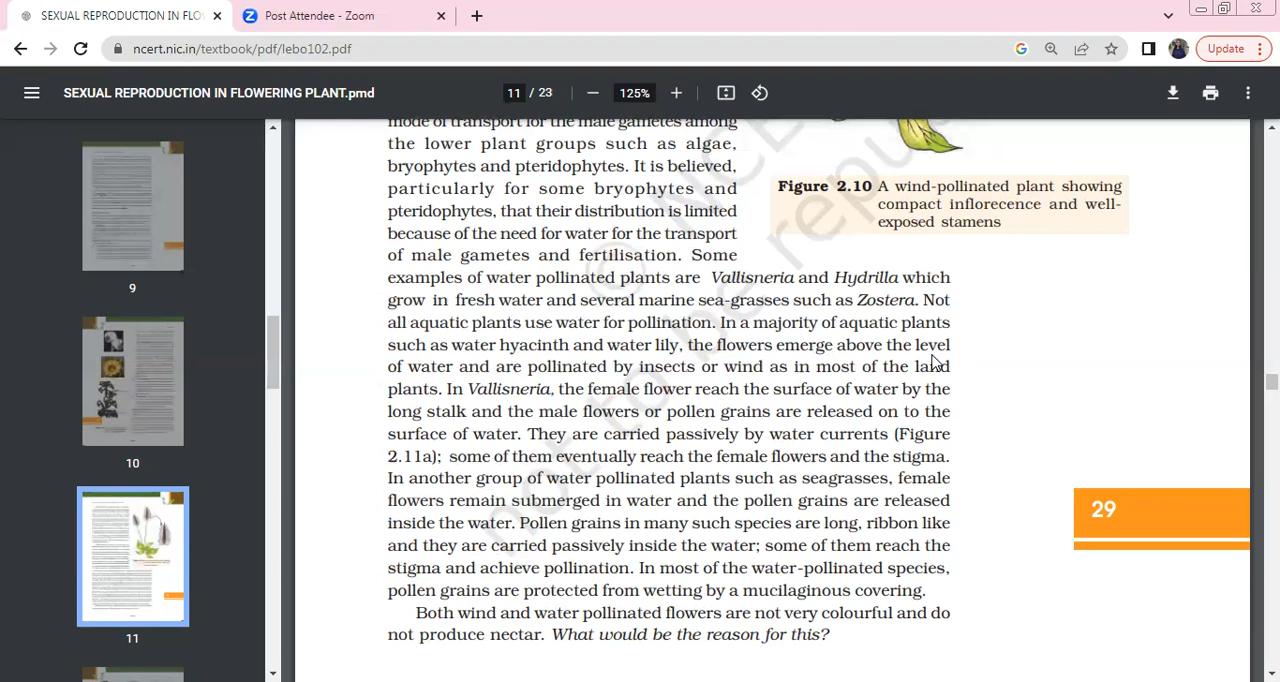 SEXUAL REPRODUCTION IN FLO
Post Attendee - Zoom
ncert.nic.in/textbook/pdf/lebo102.pdf
Update
SEXUAL REPRODUCTION IN FLOWERING PLANT.pmd
11 / 23
125%
9
10
11
mode of transport for the male gametes among
the lower plant groups such as algae,
bryophytes and pteridophytes. It is believed,
particularly for some bryophytes and
pteridophytes, that their distribution is limited
because of the need for water for the transport
of male gametes and fertilisation. Some
examples of water pollinated plants are Vallisneria and Hydrilla which
grow in fresh water and several marine sea-grasses such as Zostera. Not
all aquatic plants use water for pollination. In a majority of aquatic plants
such as water hyacinth and water lily, the flowers emerge above the level
of water and are pollinated by insects or wind as in most of the land
plants. In Vallisneria, the female flower reach the surface of water by the
long stalk and the male flowers or pollen grains are released on to the
surface of water. They are carried passively by water currents (Figure
2.11a); some of them eventually reach the female flowers and the stigma.
In another group of water pollinated plants such as seagrasses, female
flowers remain submerged in water and the pollen grains are released
inside the water. Pollen grains in many such species are long, ribbon like
and they are carried passively inside the water; some of them reach the
stigma and achieve pollination. In most of the water-pollinated species,
pollen grains are protected from wetting by a mucilaginous covering.
Both wind and water pollinated flowers are not very colourful and do
not produce nectar. What would be the reason for this?
Figure 2.10 A wind-pollinated plant showing
compact inflorecence and well-
exposed stamens
29
© NCE
not to be repu